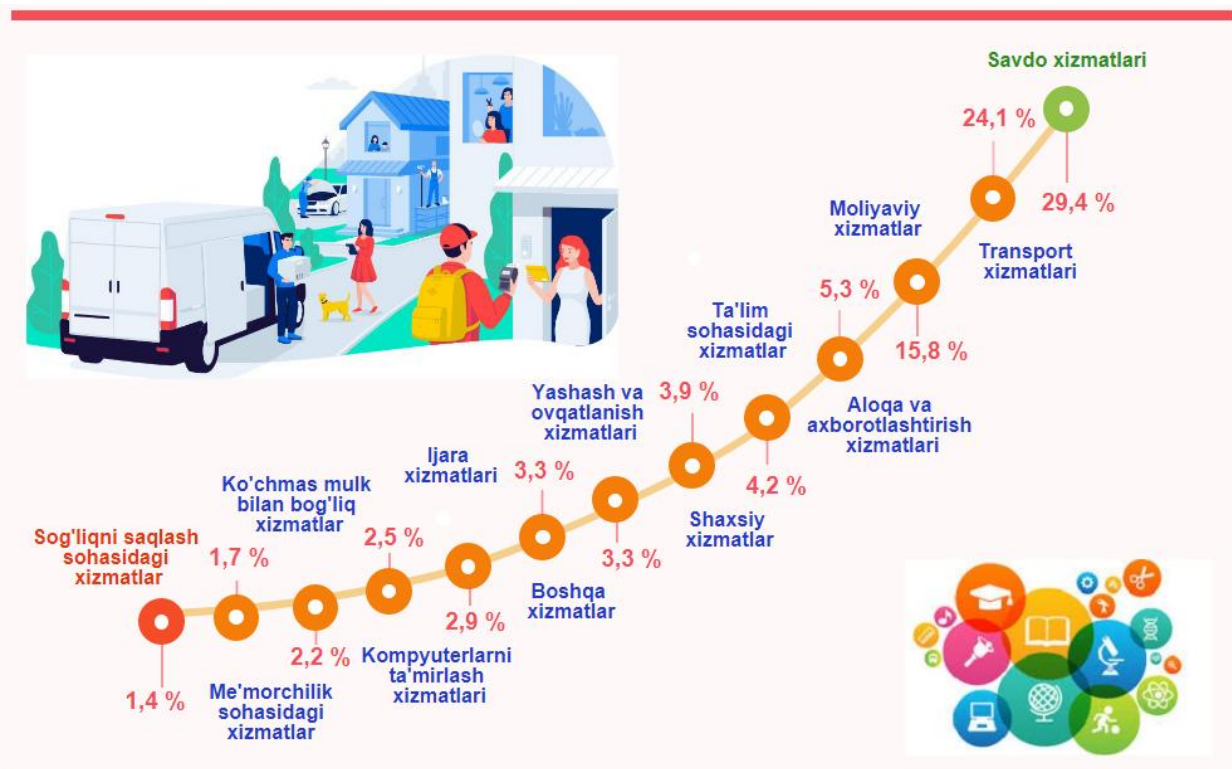 Savdo xizmatlari
24,1 %
29,4 %
Moliyaviy
xizmatlar
Transport
xizmatlari
5,3 %
15,8 %
Ta'lim
sohasidagi
xizmatlar
Aloqa va
axborotlashtirish
xizmatlari
Yashash va
ovqatlanish
xizmatlari
3,9 %
4,2 %
Ijara
xizmatlari
3,3 %
3,3 %
Shaxsiy
xizmatlar
Ko'chmas mulk
bilan bog'liq
xizmatlar
2,5 %
2,9 %
Boshqa
xizmatlar
Sog'liqni saqlash
sohasidagi
xizmatlar
1,7 %
2,2 %
Kompyuterlarni
ta'mirlash
xizmatlari
1,4 %
Me'morchilik
sohasidagi
xizmatlar